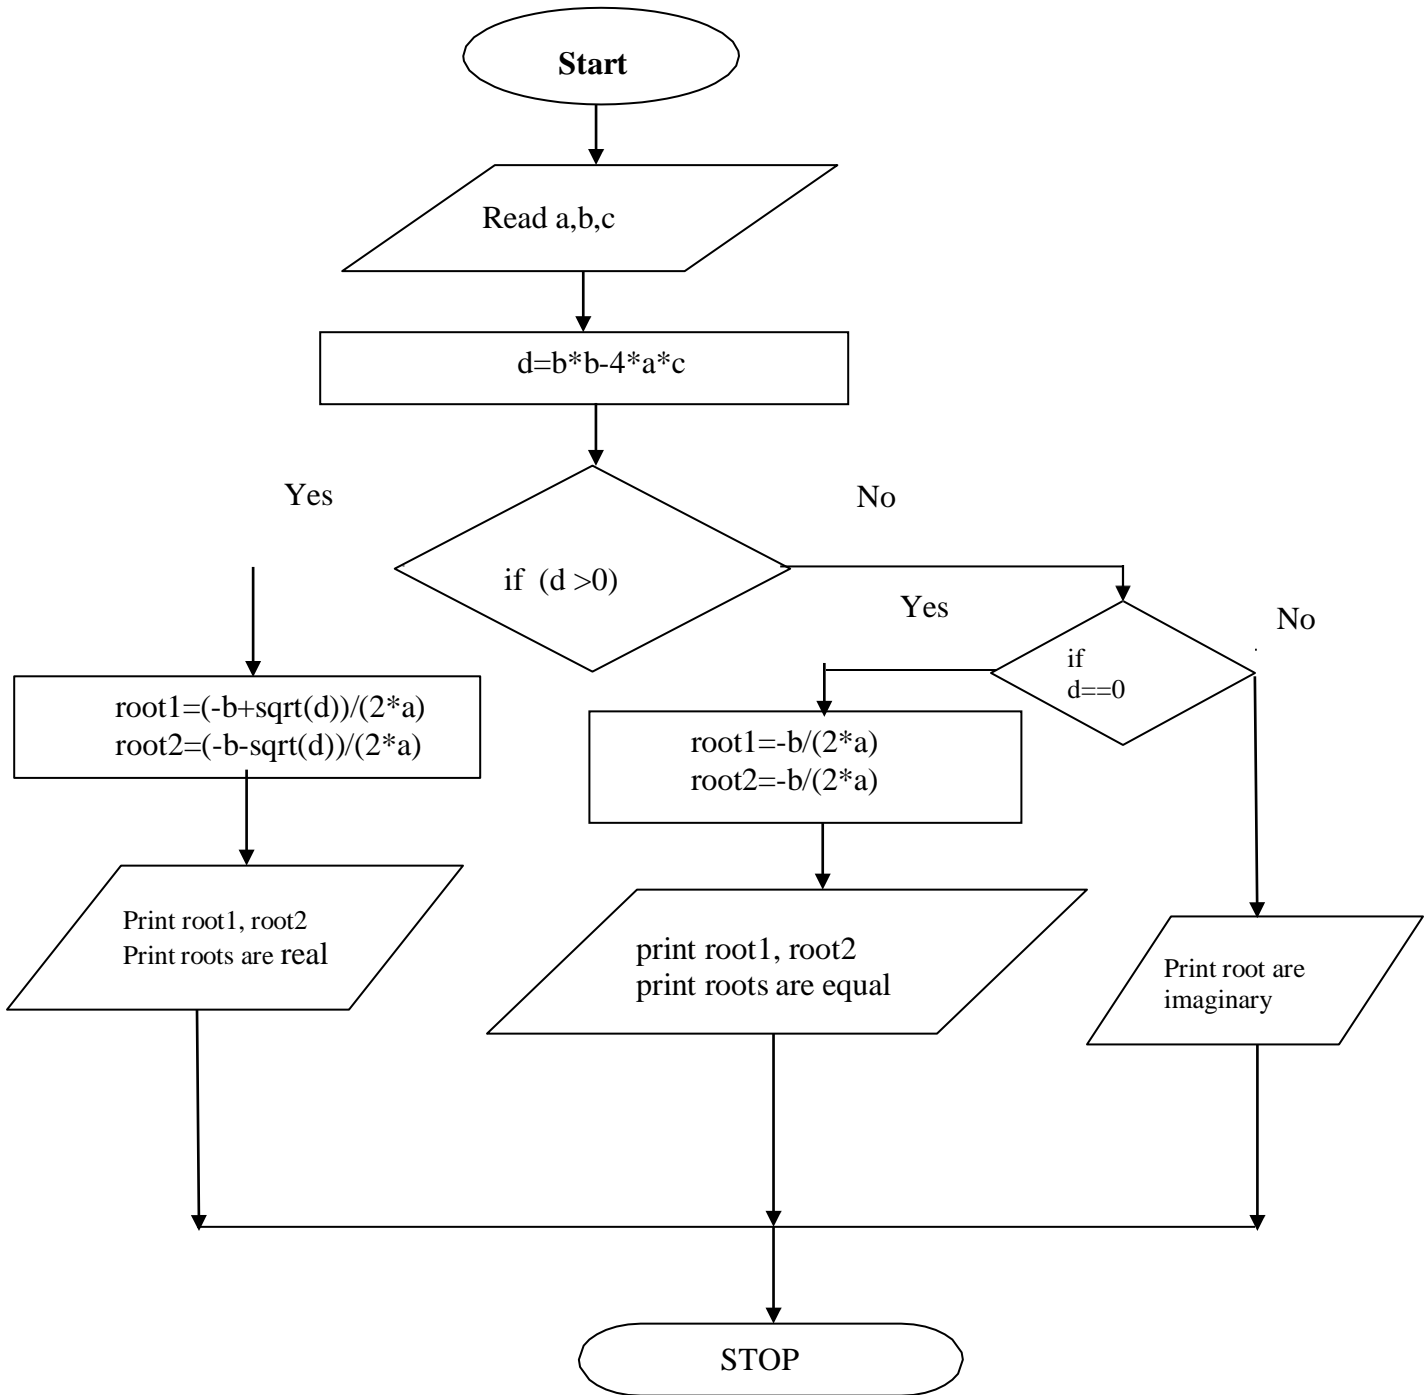 Start
Read a,b,c
d=b*b-4*a*c
Yes
No
if (d >0)
Yes
No
if
d==0
root1=(-b+sqrt(d))/(2*a)
root2=(-b-sqrt(d))/(2*a)
root1=-b/(2*a)
root2=-b/(2*a)
Print root1, root2
Print roots are real
print root1, root2
print roots are equal
Print root are
imaginary
STOP